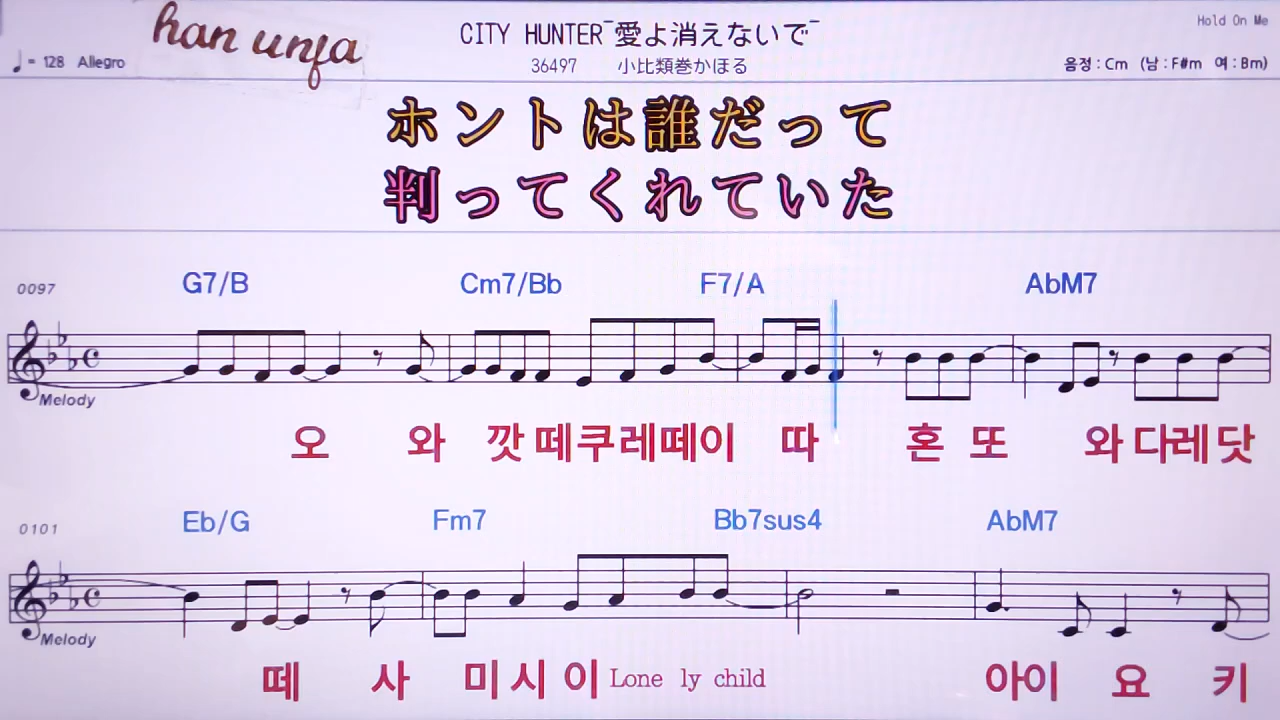 han unfa
CITY HUNTER ̄愛よ消えないで ̄
Hold On Me
♩= 128 Allegro
36497 小比類巻かほる
음정 : Cm (남 : F#m 여 : Bm)
ホントは誰だって
判ってくれていた
0097 G7/B Cm7/Bb F7/A AbM7
Melody
오 와 깟 떼쿠레떼이 따 혼 또 와 다레 닷
0101 Eb/G Fm7 Bb7sus4 AbM7
Melody
떼 사 미 시 이 Lone ly child 아이 요 키